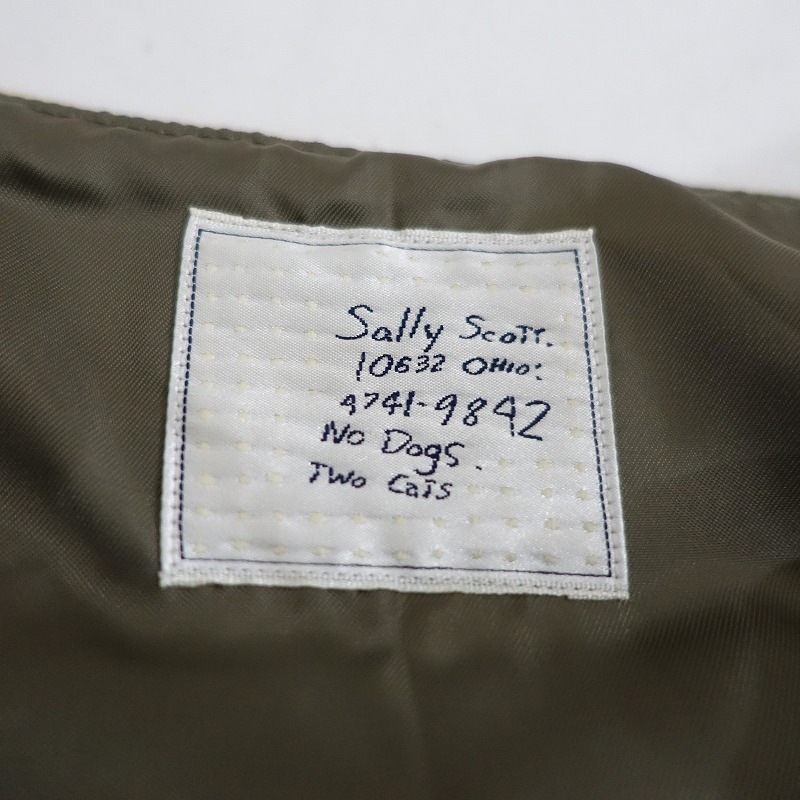 Sally Scott.
10632 Ohio:
4741-9842
No Dogs.
Two Cats